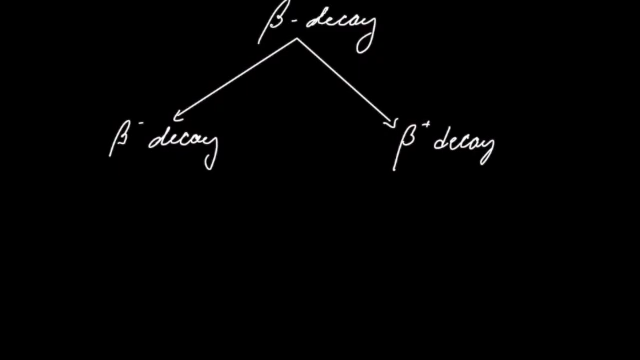 β - decay
β⁻ decay
β⁺ decay